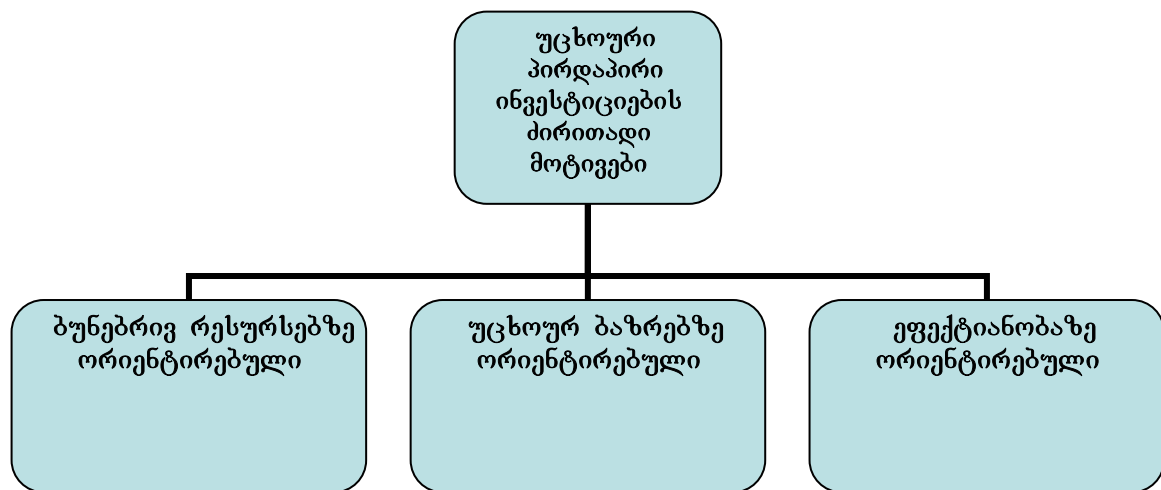 უცხოური
პირდაპირი
ინვესტიციების
ძირითადი
მოტივები
ბუნებრივ რესურსებზე
ორიენტირებული
უცხოურ ბაზრებზე
ორიენტირებული
ეფექტიანობაზე
ორიენტირებული